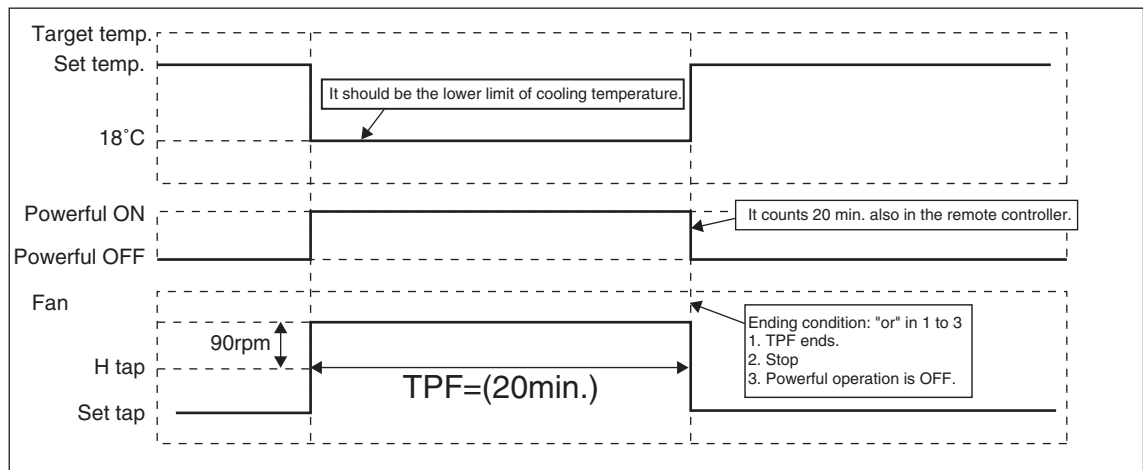 Target temp.
Set temp.
It should be the lower limit of cooling temperature.
18˚C
Powerful ON
It counts 20 min. also in the remote controller.
Powerful OFF
Fan
Ending condition: "or" in 1 to 3
1. TPF ends.
2. Stop
3. Powerful operation is OFF.
90rpm
H tap
TPF=(20min.)
Set tap